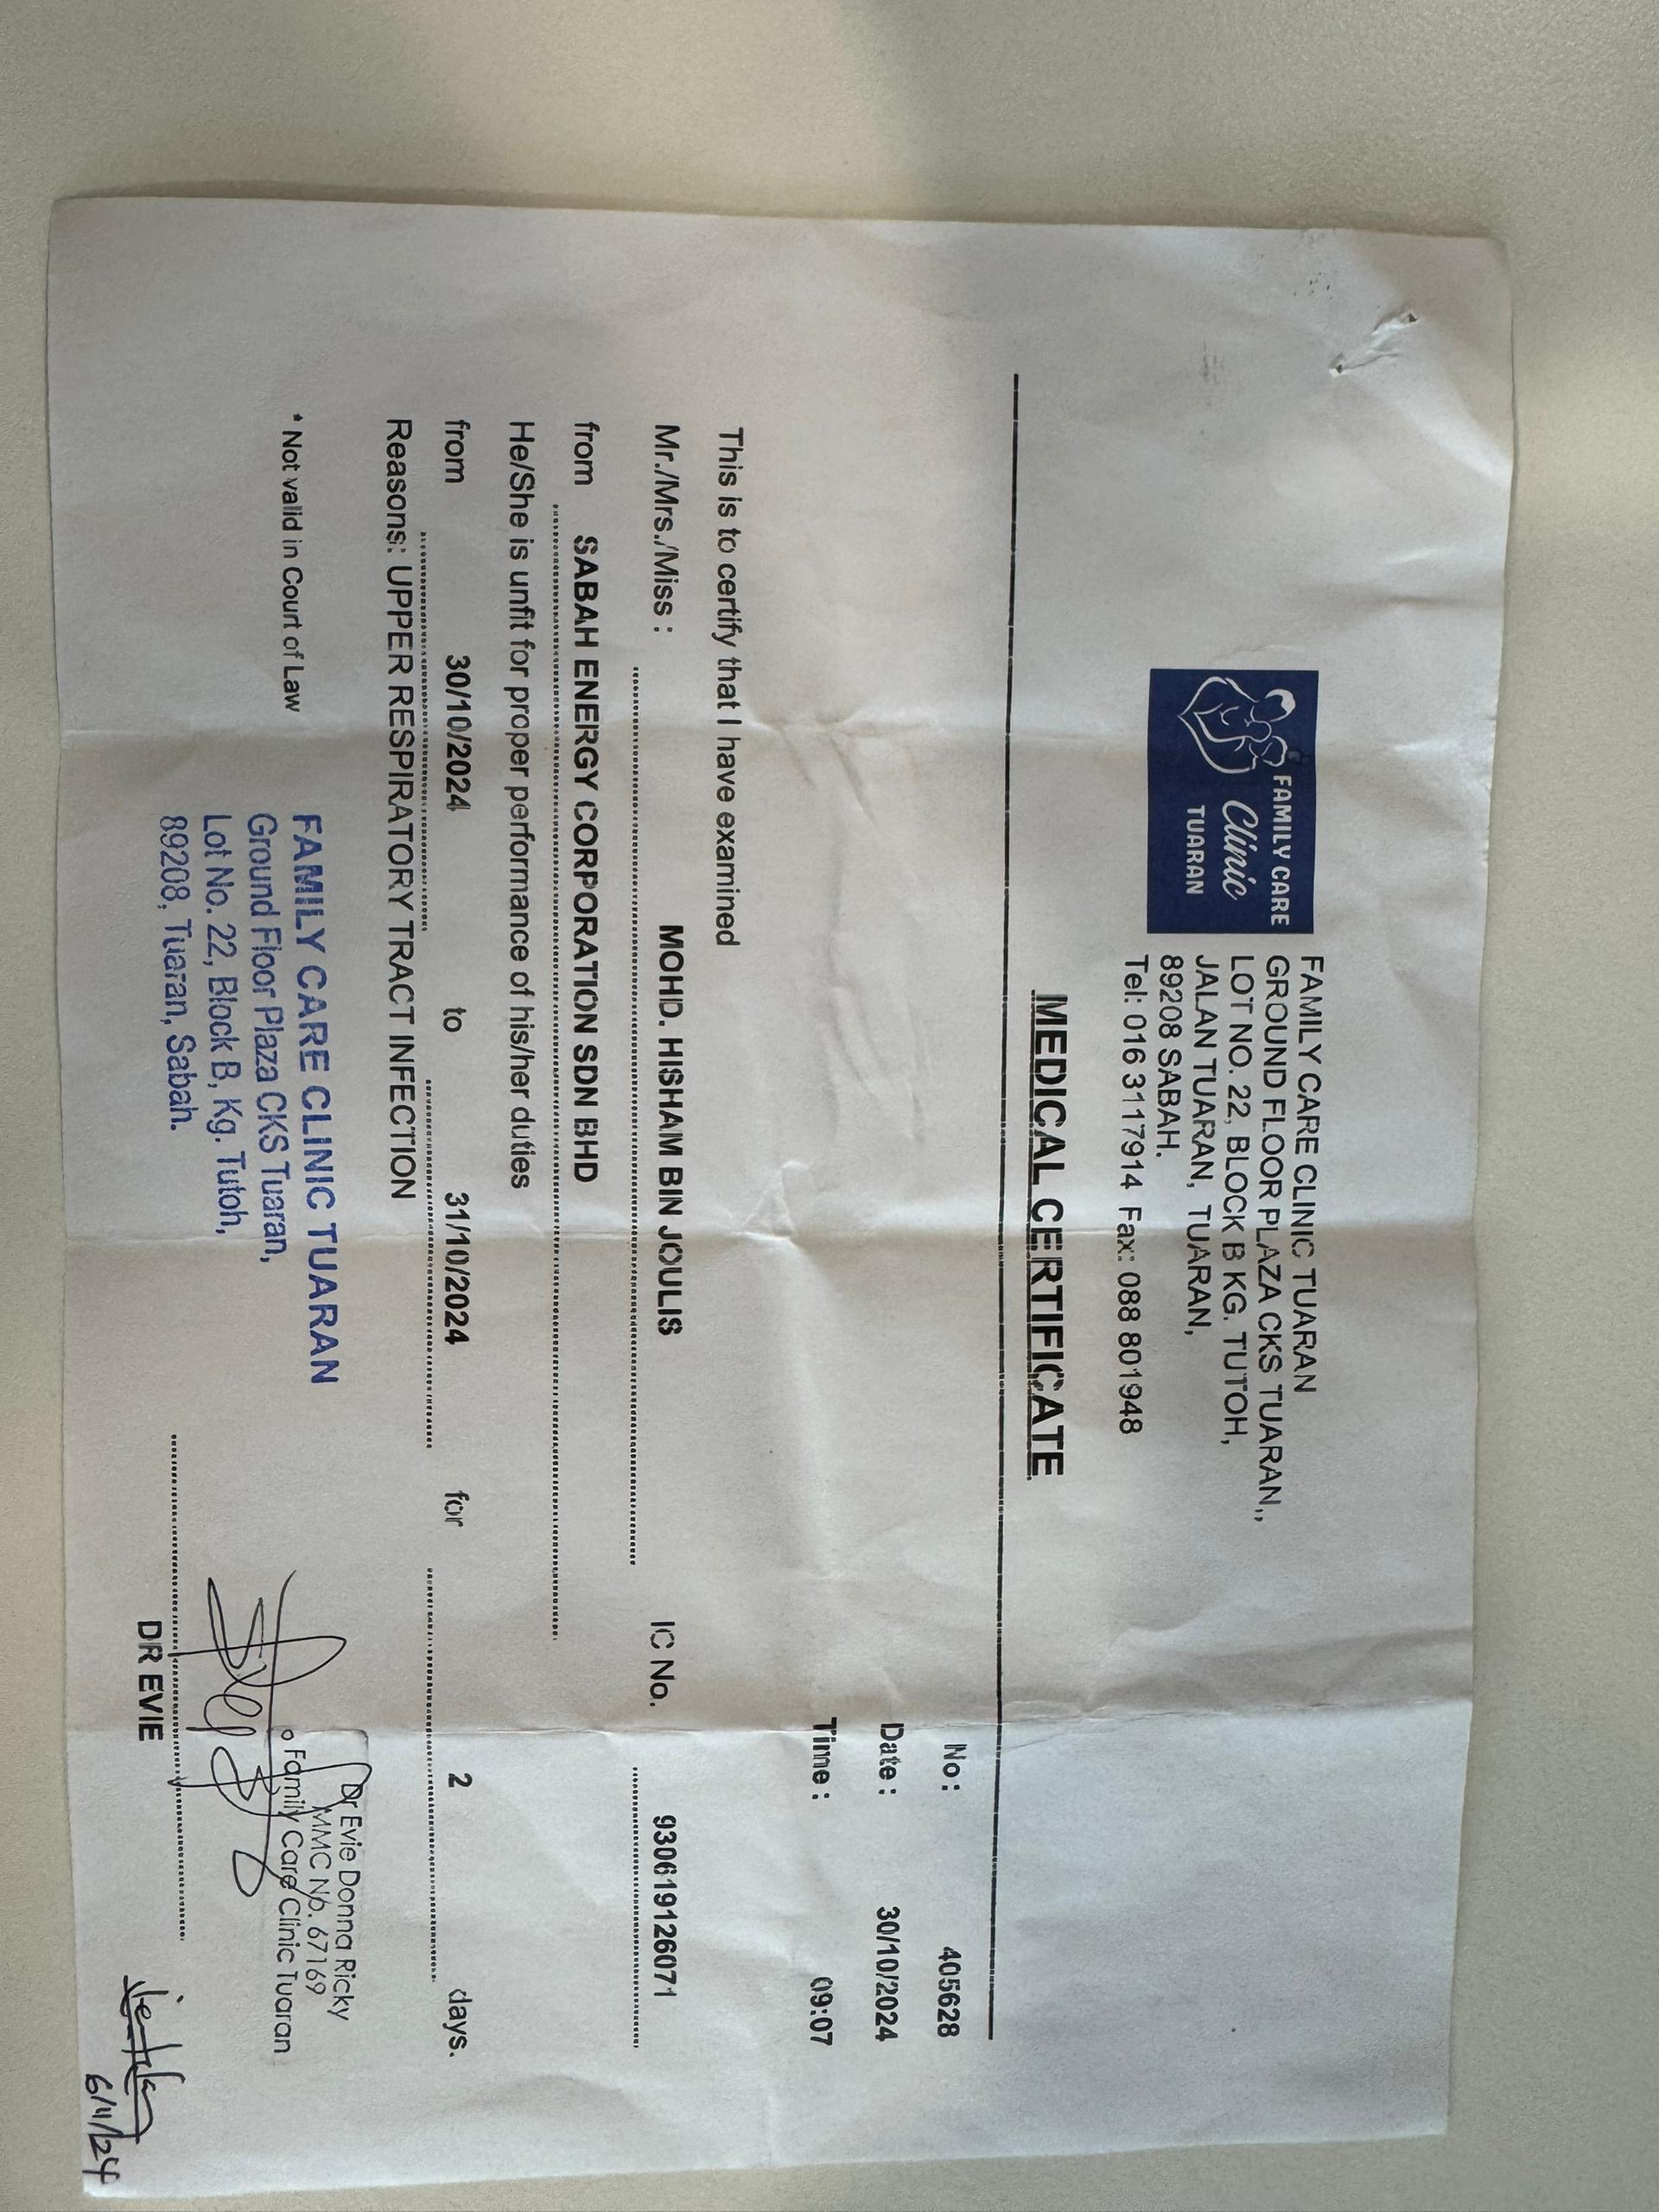 FAMILY CARE
Clinic
TUARAN
FAMILY CARE CLINIC TUARAN
GROUND FLOOR PLAZA CKS TUARAN,,
LOT NO. 22, BLOCK B KG. TUTOH,
JALAN TUARAN, TUARAN,
89208 SABAH.
Tel: 016 3117914 Fax: 088 801948
MEDICAL CERTIFICATE
No : 405628
Date : 30/10/2024
Time : 09:07
This is to certify that I have examined
Mr./Mrs./Miss : MOHD. HISHAM BIN JOULIS IC No. 930619126071
from SABAH ENERGY CORPORATION SDN BHD
He/She is unfit for proper performance of his/her duties
from 30/10/2024 to 31/10/2024 for 2 days.
Reasons: UPPER RESPIRATORY TRACT INFECTION
* Not valid in Court of Law
FAMILY CARE CLINIC TUARAN
Ground Floor Plaza CKS Tuaran,
Lot No. 22, Block B, Kg. Tutoh,
89208, Tuaran, Sabah.
Dr Evie Donna Ricky
MMC No. 67169
Family Care Clinic Tuaran
DR EVIE
6/11/24